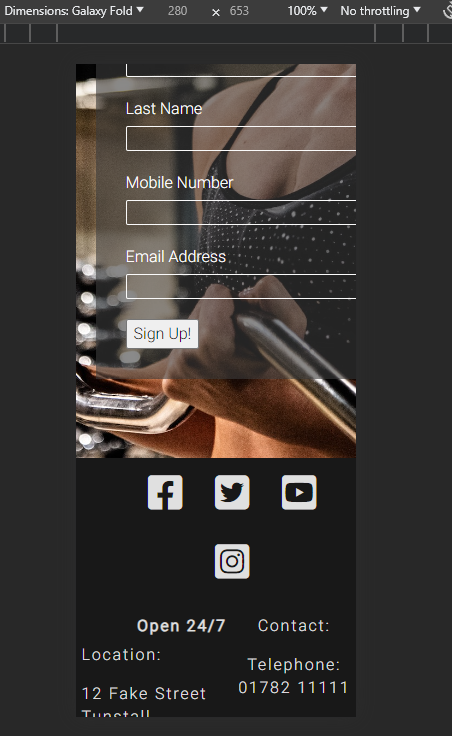 Dimensions: Galaxy Fold 280 × 653 100% No throttling
Last Name
Mobile Number
Email Address
Sign Up!
Open 24/7
Location:
12 Fake Street
Tunstall
Contact:
Telephone:
01782 11111